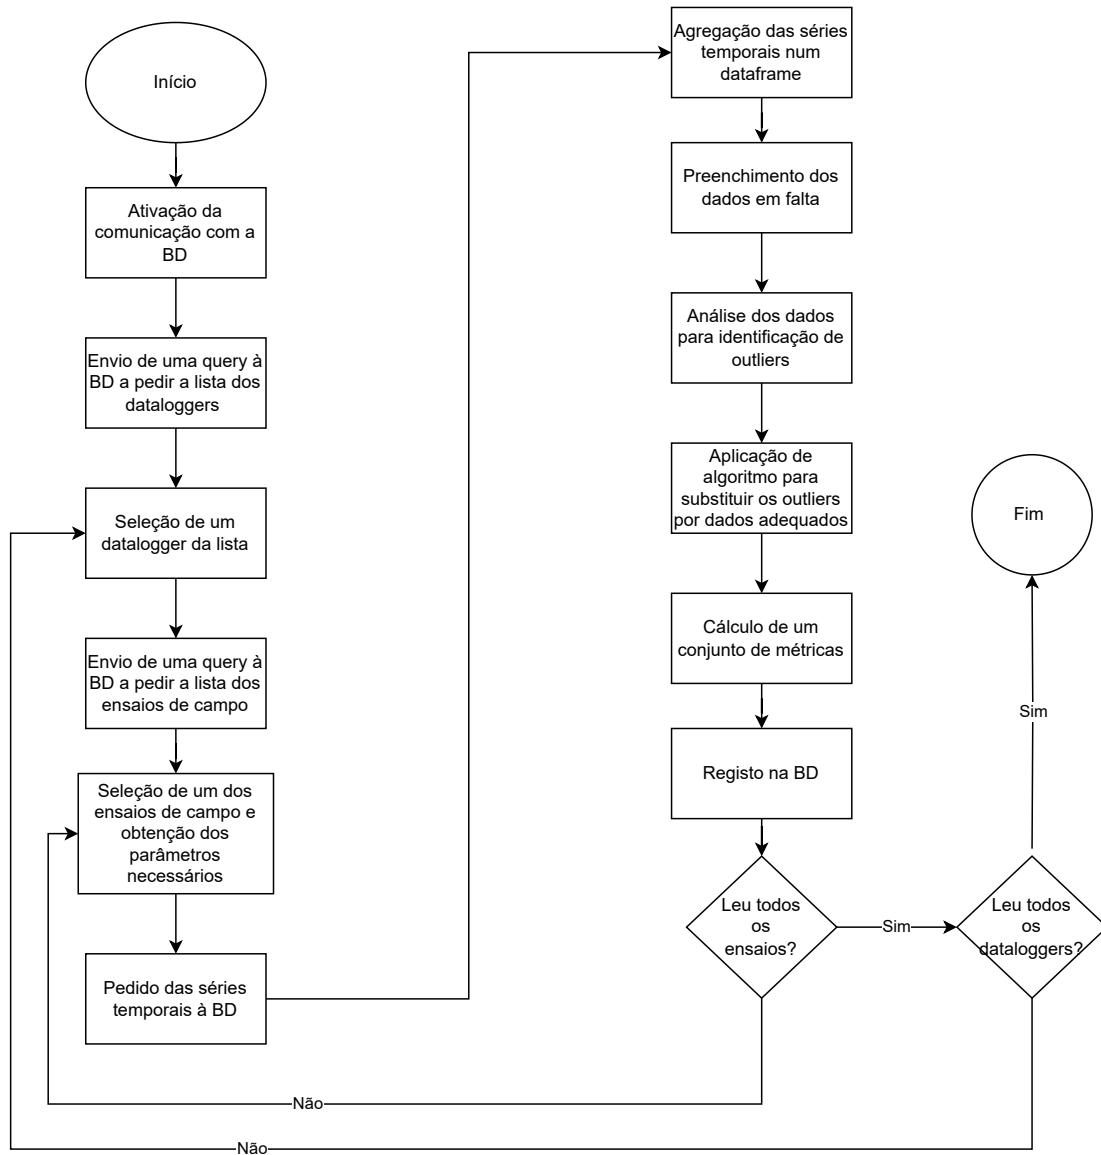 Início
Ativação da
comunicação com a
BD
Envio de uma query à
BD a pedir a lista dos
dataloggers
Seleção de um
datalogger da lista
Envio de uma query à
BD a pedir a lista dos
ensaios de campo
Seleção de um dos
ensaios de campo e
obtenção dos
parâmetros
necessários
Pedido das séries
temporais à BD
Agregação das séries
temporais num
dataframe
Preenchimento dos
dados em falta
Análise dos dados
para identificação de
outliers
Aplicação de
algoritmo para
substituir os outliers
por dados adequados
Cálculo de um
conjunto de métricas
Registo na BD
Leu todos
os
ensaios?
Sim
Leu todos
os
dataloggers?
Sim
Fim
Não
Não